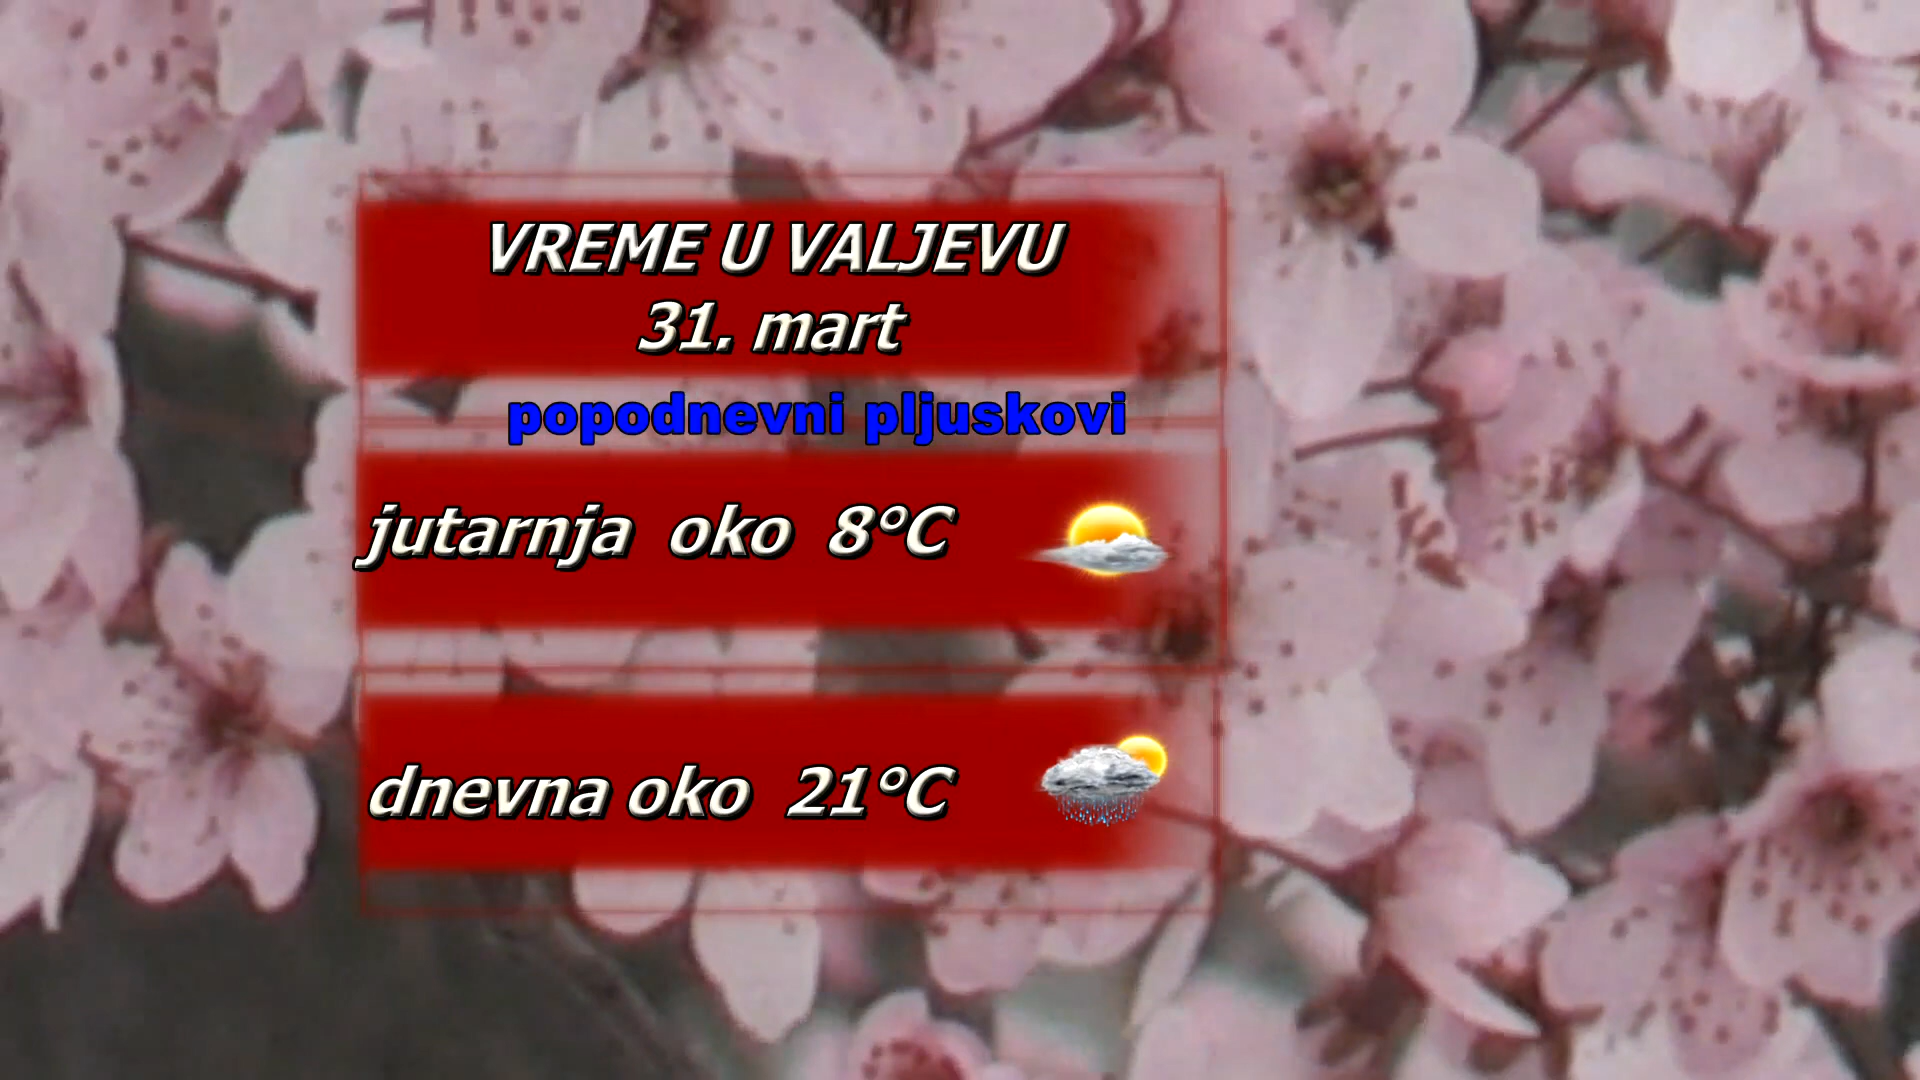 VREME U VALJEVU
31. mart
popodnevni pljuskovi
jutarnja oko 8°C
dnevna oko 21°C